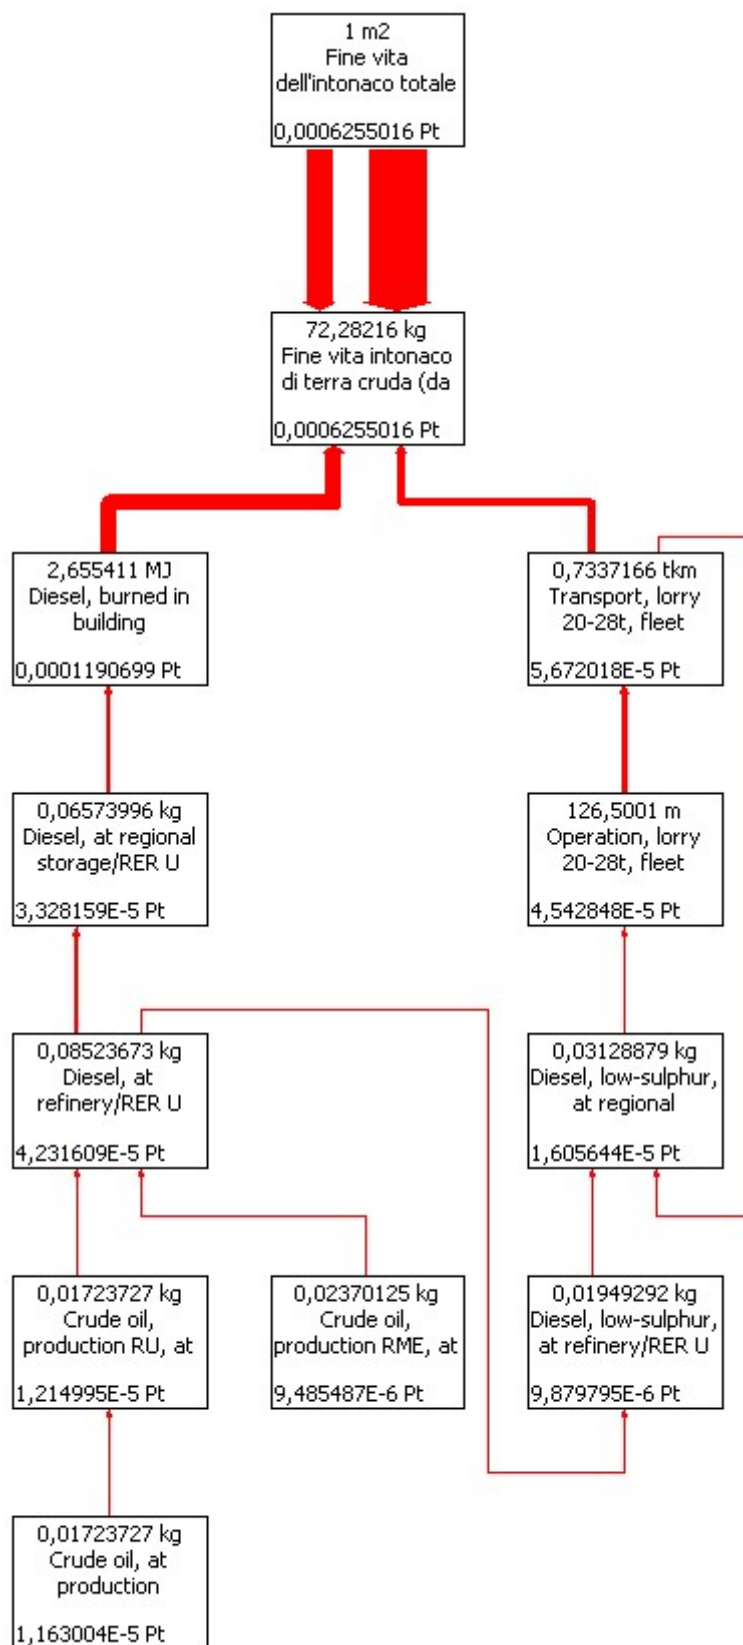 1 m2
Fine vita
dell'intonaco totale
0,0006255016 Pt
72,28216 kg
Fine vita intonaco
di terra cruda (da
0,0006255016 Pt
2,655411 MJ
Diesel, burned in
building
0,0001190699 Pt
0,7337166 tkm
Transport, lorry
20-28t, fleet
5,672018E-5 Pt
0,06573996 kg
Diesel, at regional
storage/RER U
3,328159E-5 Pt
126,5001 m
Operation, lorry
20-28t, fleet
4,542848E-5 Pt
0,08523673 kg
Diesel, at
refinery/RER U
4,231609E-5 Pt
0,03128879 kg
Diesel, low-sulphur,
at regional
1,605644E-5 Pt
0,01723727 kg
Crude oil,
production RU, at
1,214995E-5 Pt
0,02370125 kg
Crude oil,
production RME, at
9,485487E-6 Pt
0,01949292 kg
Diesel, low-sulphur,
at refinery/RER U
9,879795E-6 Pt
0,01723727 kg
Crude oil, at
production
1,163004E-5 Pt